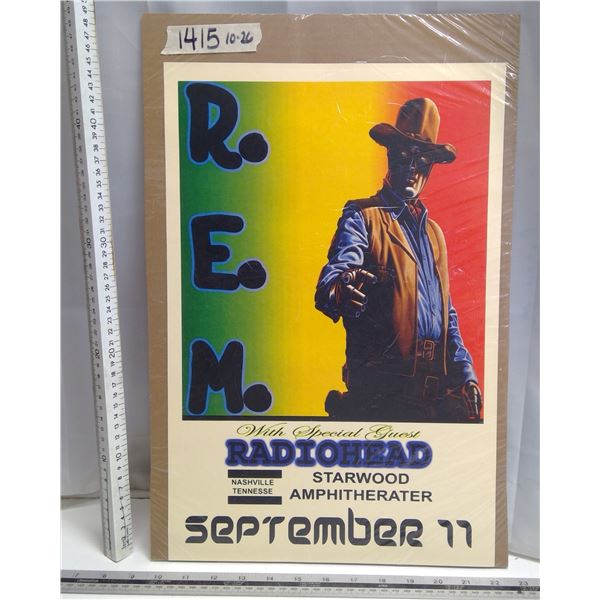 1415 10-26
R.
E.
M.
With Special Guest
RADIOHEAD
NASHVILLE
TENNESSE
STARWOOD
AMPHITHERATER
September 11